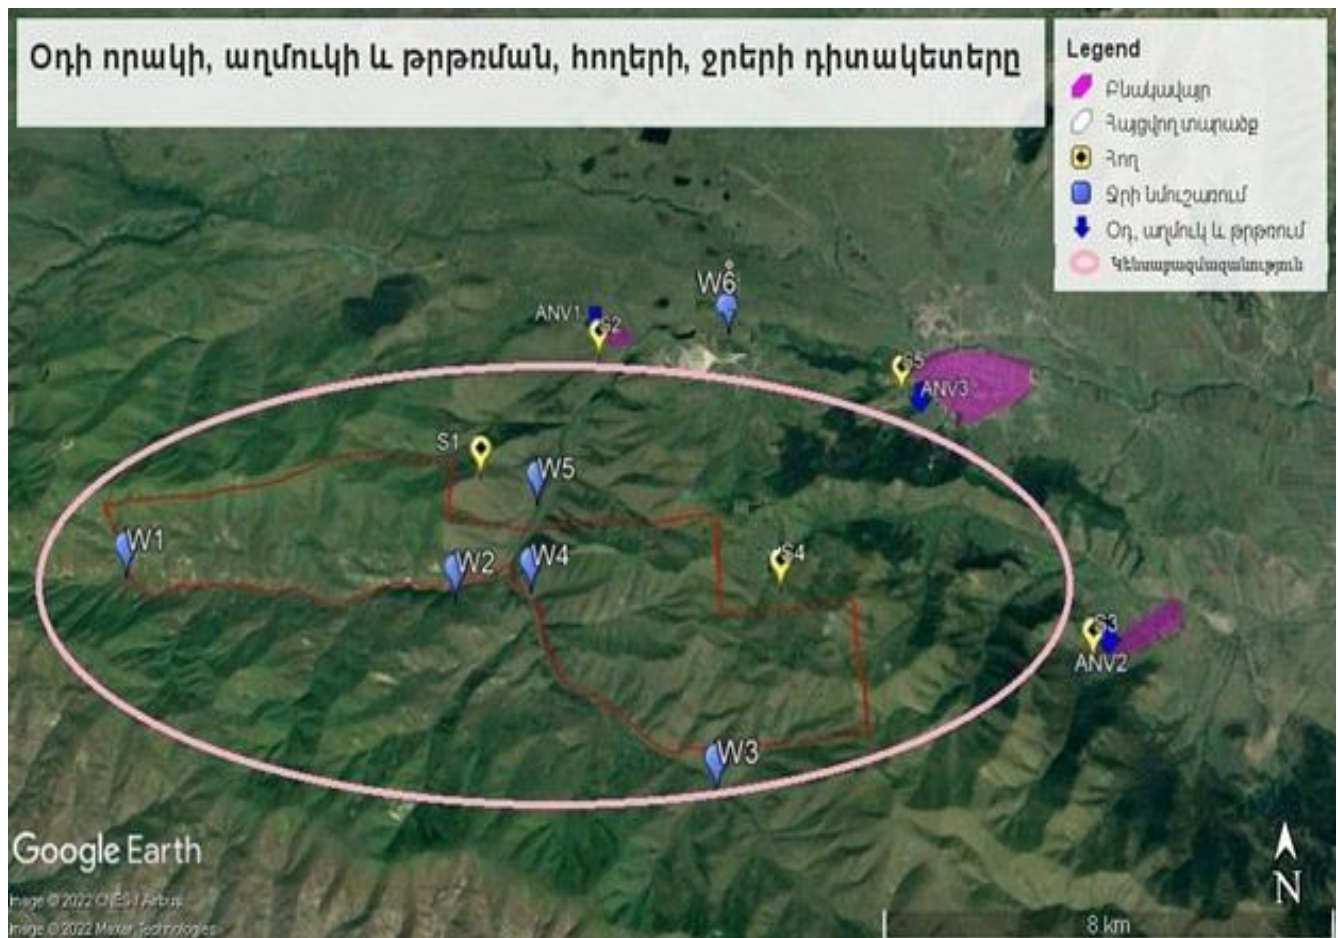 Օդի որակի, աղմուկի և թրթռման, հողերի, ջրերի դիտակետերը
Legend
Բնակավայր
Հայցվող տարածք
Հող
Ջրի նմուշառում
Օդ, աղմուկ և թրթռում
Կենսաբազմազանություն
W6
ANV1
S2
S5
ANV3
S1
W5
W1
W2
W4
S4
S3
ANV2
W3
Google Earth
Image © 2022 CNES / Airbus
Image © 2022 Maxar Technologies
N
8 km